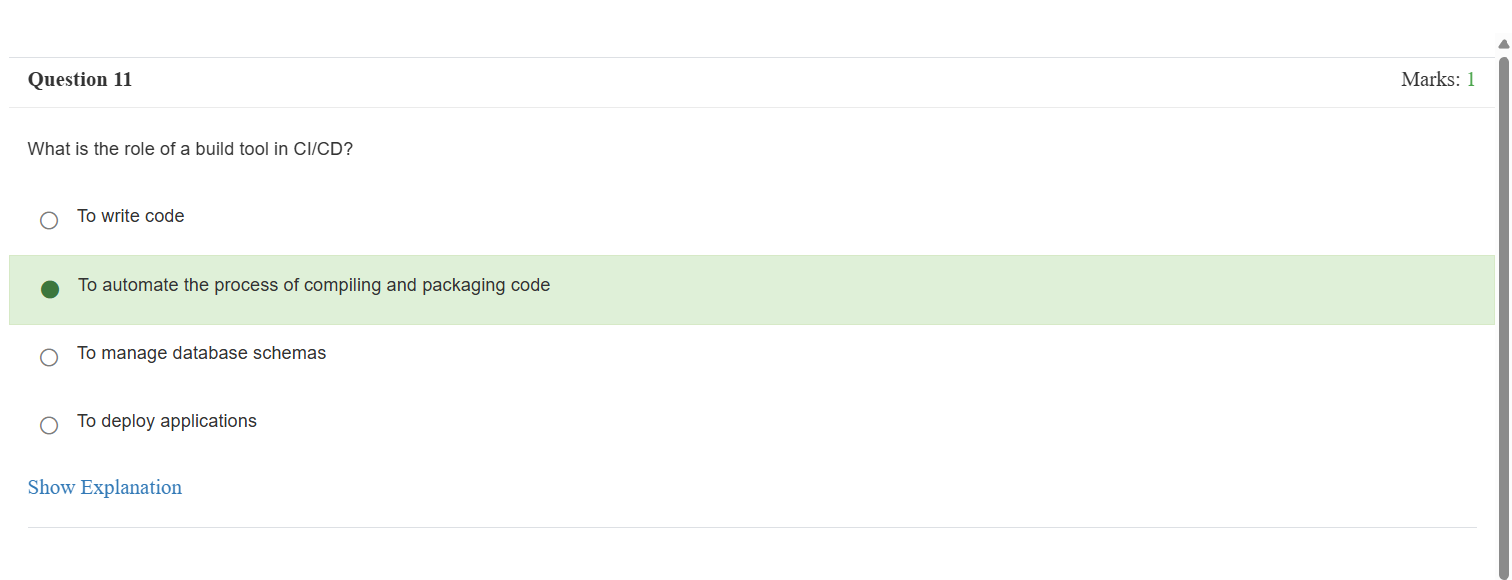 Question 11
Marks: 1
What is the role of a build tool in CI/CD?
To write code
To automate the process of compiling and packaging code
To manage database schemas
To deploy applications
Show Explanation